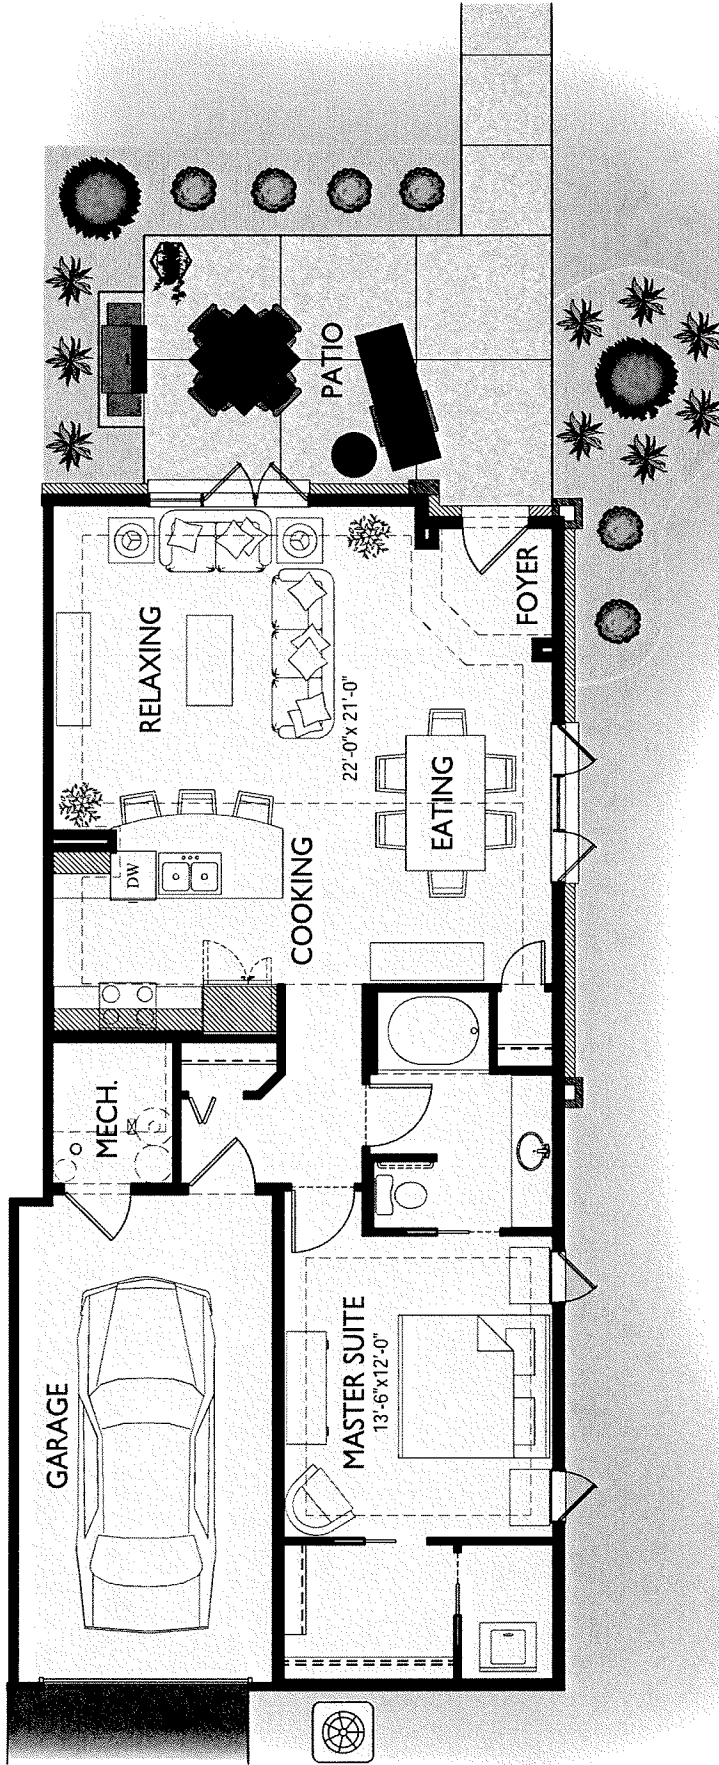 PATIO
RELAXING
FOYER
22'-0"x 21'-0"
EATING
DW
COOKING
MECH.
GARAGE
MASTER SUITE
13'-6"x12'-0"